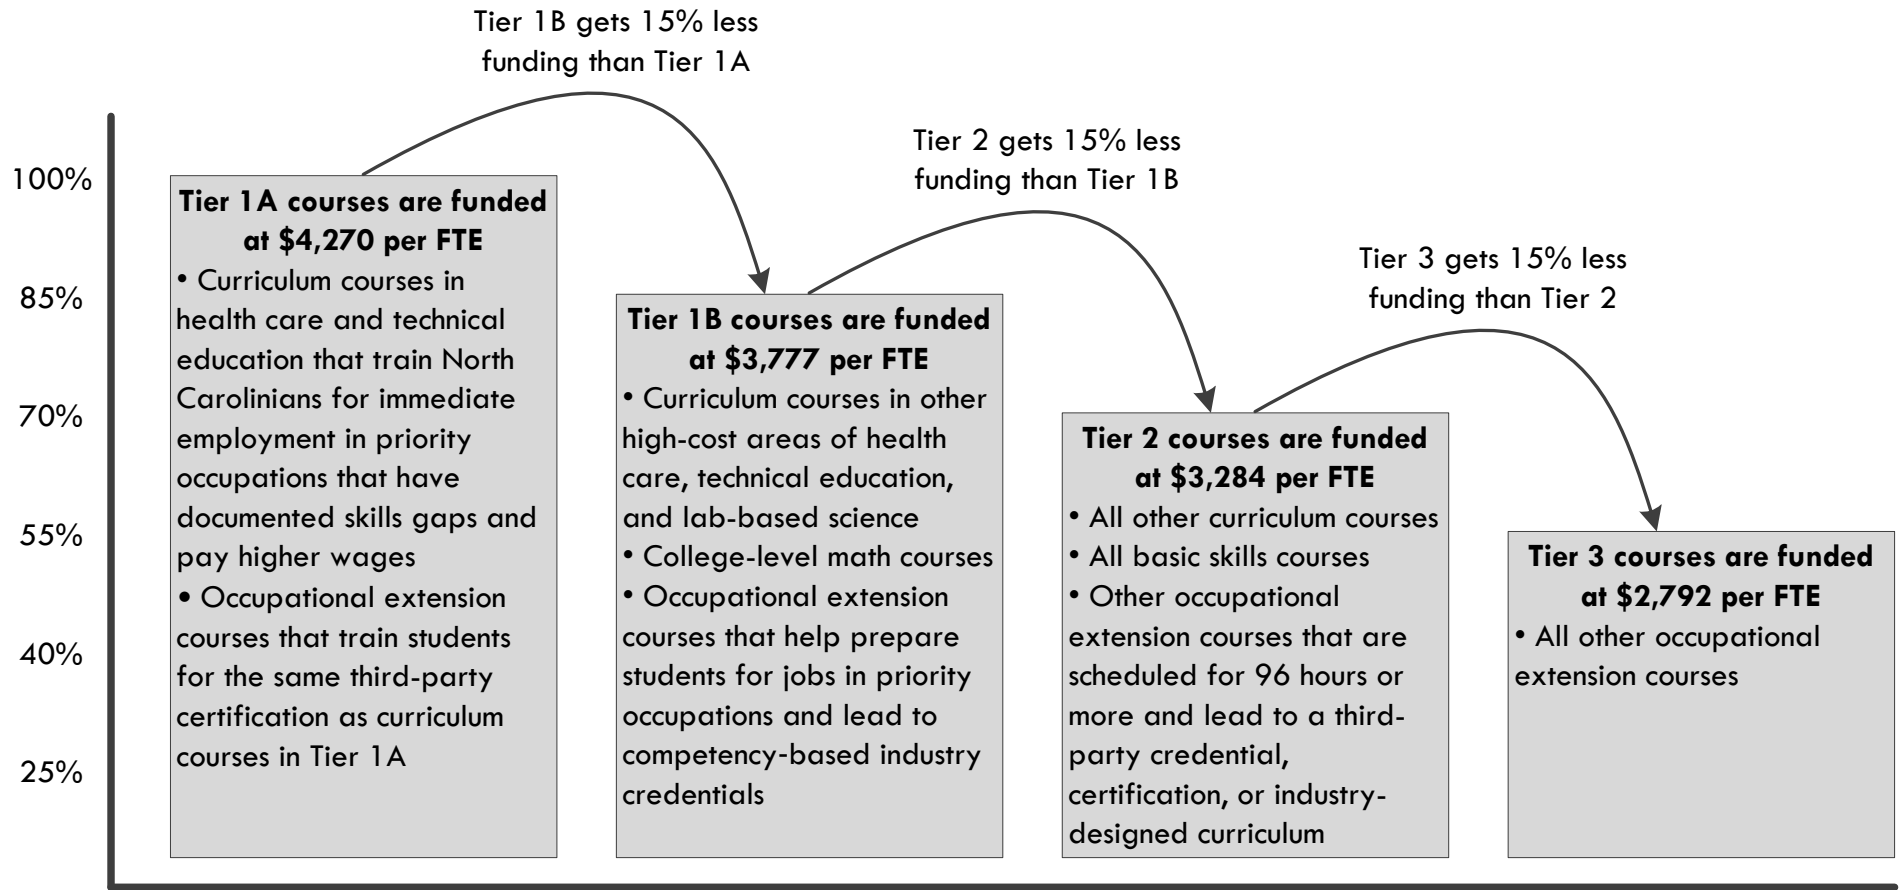 Tier 1B gets 15% less
funding than Tier 1A
Tier 2 gets 15% less
funding than Tier 1B
Tier 3 gets 15% less
funding than Tier 2
100%
85%
70%
55%
40%
25%
Tier 1A courses are funded
at $4,270 per FTE
• Curriculum courses in
health care and technical
education that train North
Carolinians for immediate
employment in priority
occupations that have
documented skills gaps and
pay higher wages
• Occupational extension
courses that train students
for the same third-party
certification as curriculum
courses in Tier 1A
Tier 1B courses are funded
at $3,777 per FTE
• Curriculum courses in other
high-cost areas of health
care, technical education,
and lab-based science
• College-level math courses
• Occupational extension
courses that help prepare
students for jobs in priority
occupations and lead to
competency-based industry
credentials
Tier 2 courses are funded
at $3,284 per FTE
• All other curriculum courses
• All basic skills courses
• Other occupational
extension courses that are
scheduled for 96 hours or
more and lead to a third-
party credential,
certification, or industry-
designed curriculum
Tier 3 courses are funded
at $2,792 per FTE
• All other occupational
extension courses